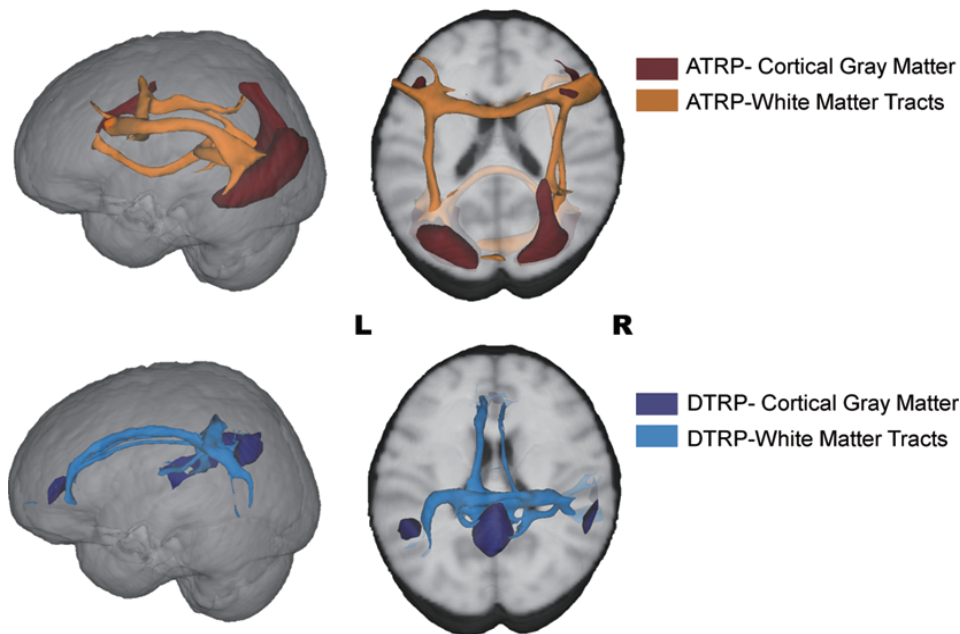 ATRP- Cortical Gray Matter
ATRP-White Matter Tracts
L R
DTRP- Cortical Gray Matter
DTRP-White Matter Tracts